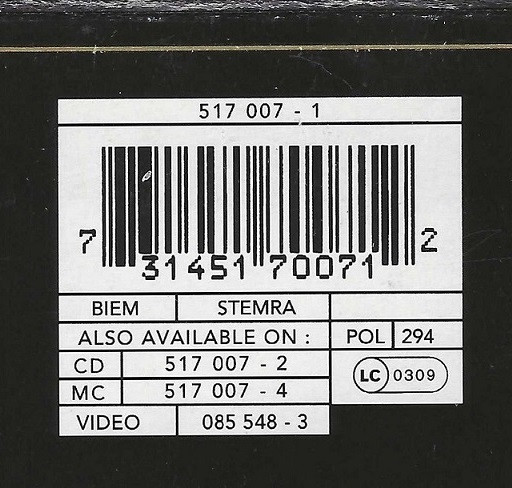 517 007 - 1
7 31451 70071 2
BIEM STEMRA
ALSO AVAILABLE ON : POL 294
CD 517 007 - 2 LC 0309
MC 517 007 - 4
VIDEO 085 548 - 3